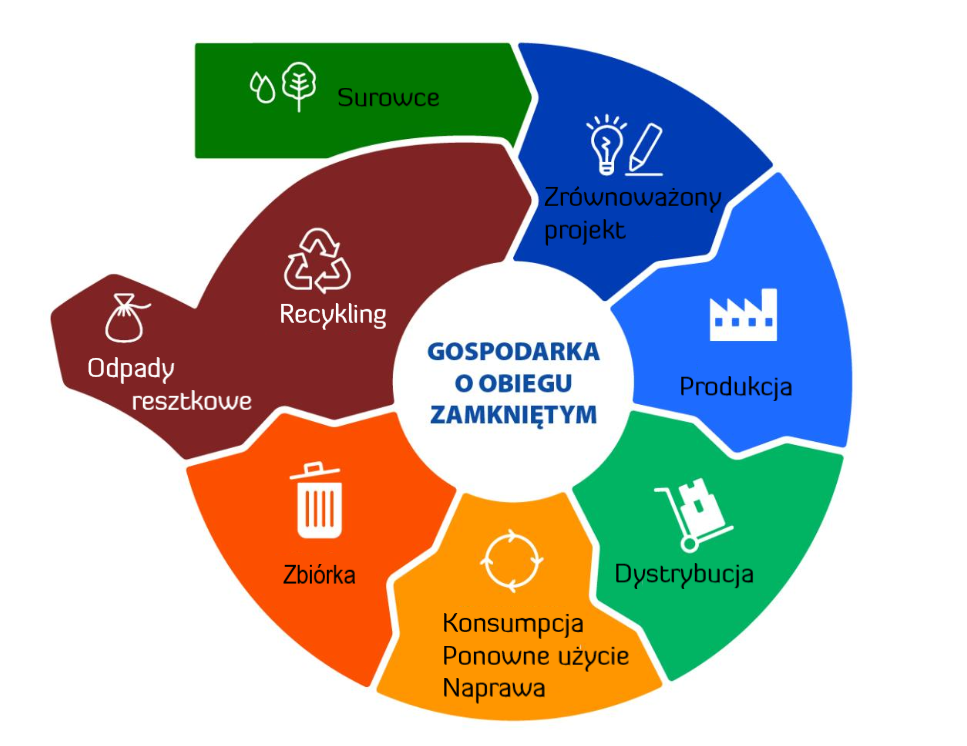 Surowce
Zrównoważony
projekt
Produkcja
Dystrybucja
Konsumpcja
Ponowne użycie
Naprawa
Zbiórka
Recykling
Odpady
resztkowe
GOSPODARKA
O OBIEGU
ZAMKNIĘTYM